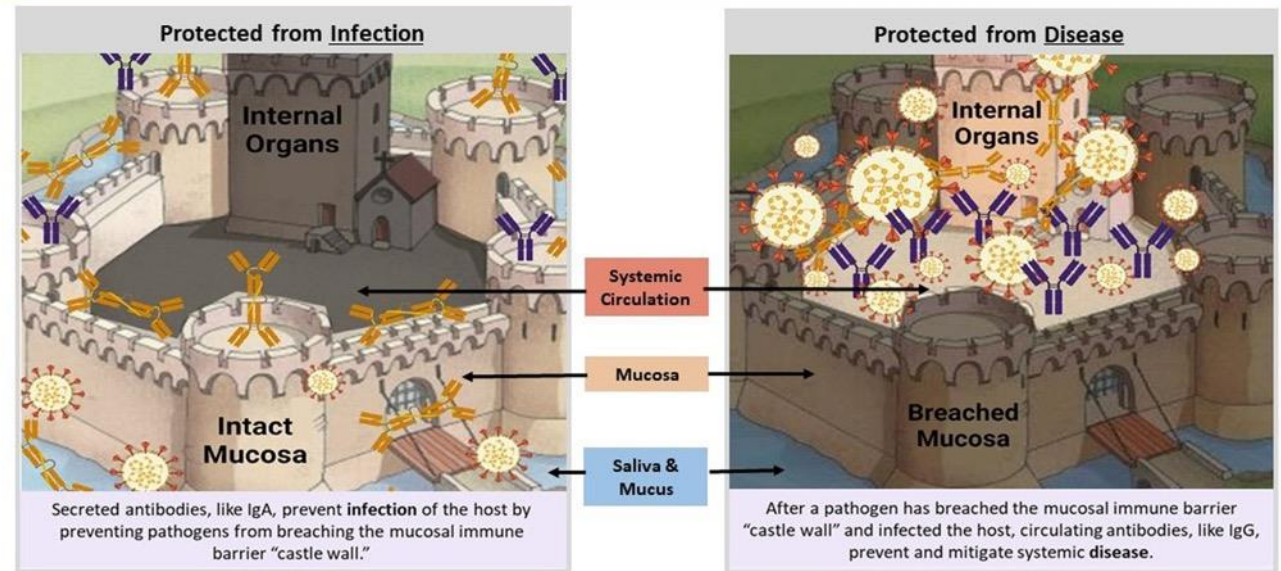 Protected from Infection
Internal
Organs
Intact
Mucosa
Secreted antibodies, like IgA, prevent infection of the host by
preventing pathogens from breaching the mucosal immune
barrier “castle wall.”
Systemic
Circulation
Mucosa
Saliva &
Mucus
Protected from Disease
Internal
Organs
Breached
Mucosa
After a pathogen has breached the mucosal immune barrier
“castle wall” and infected the host, circulating antibodies, like IgG,
prevent and mitigate systemic disease.